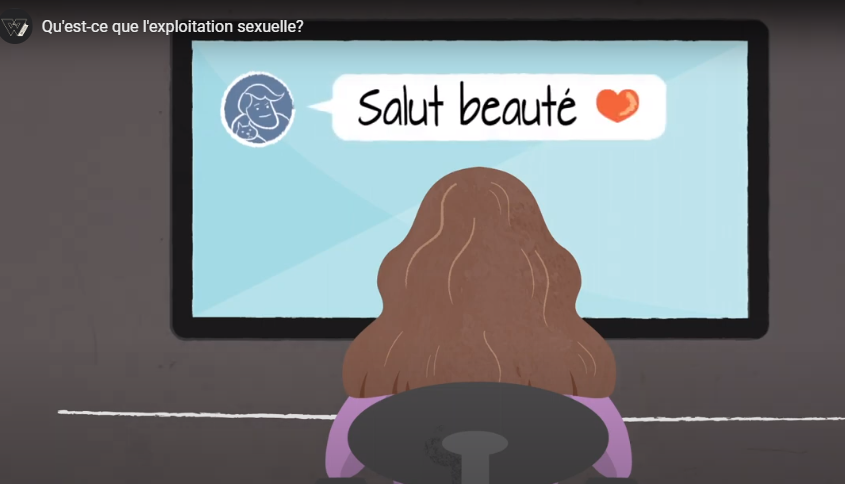 Qu'est-ce que l'exploitation sexuelle?
Salut beauté